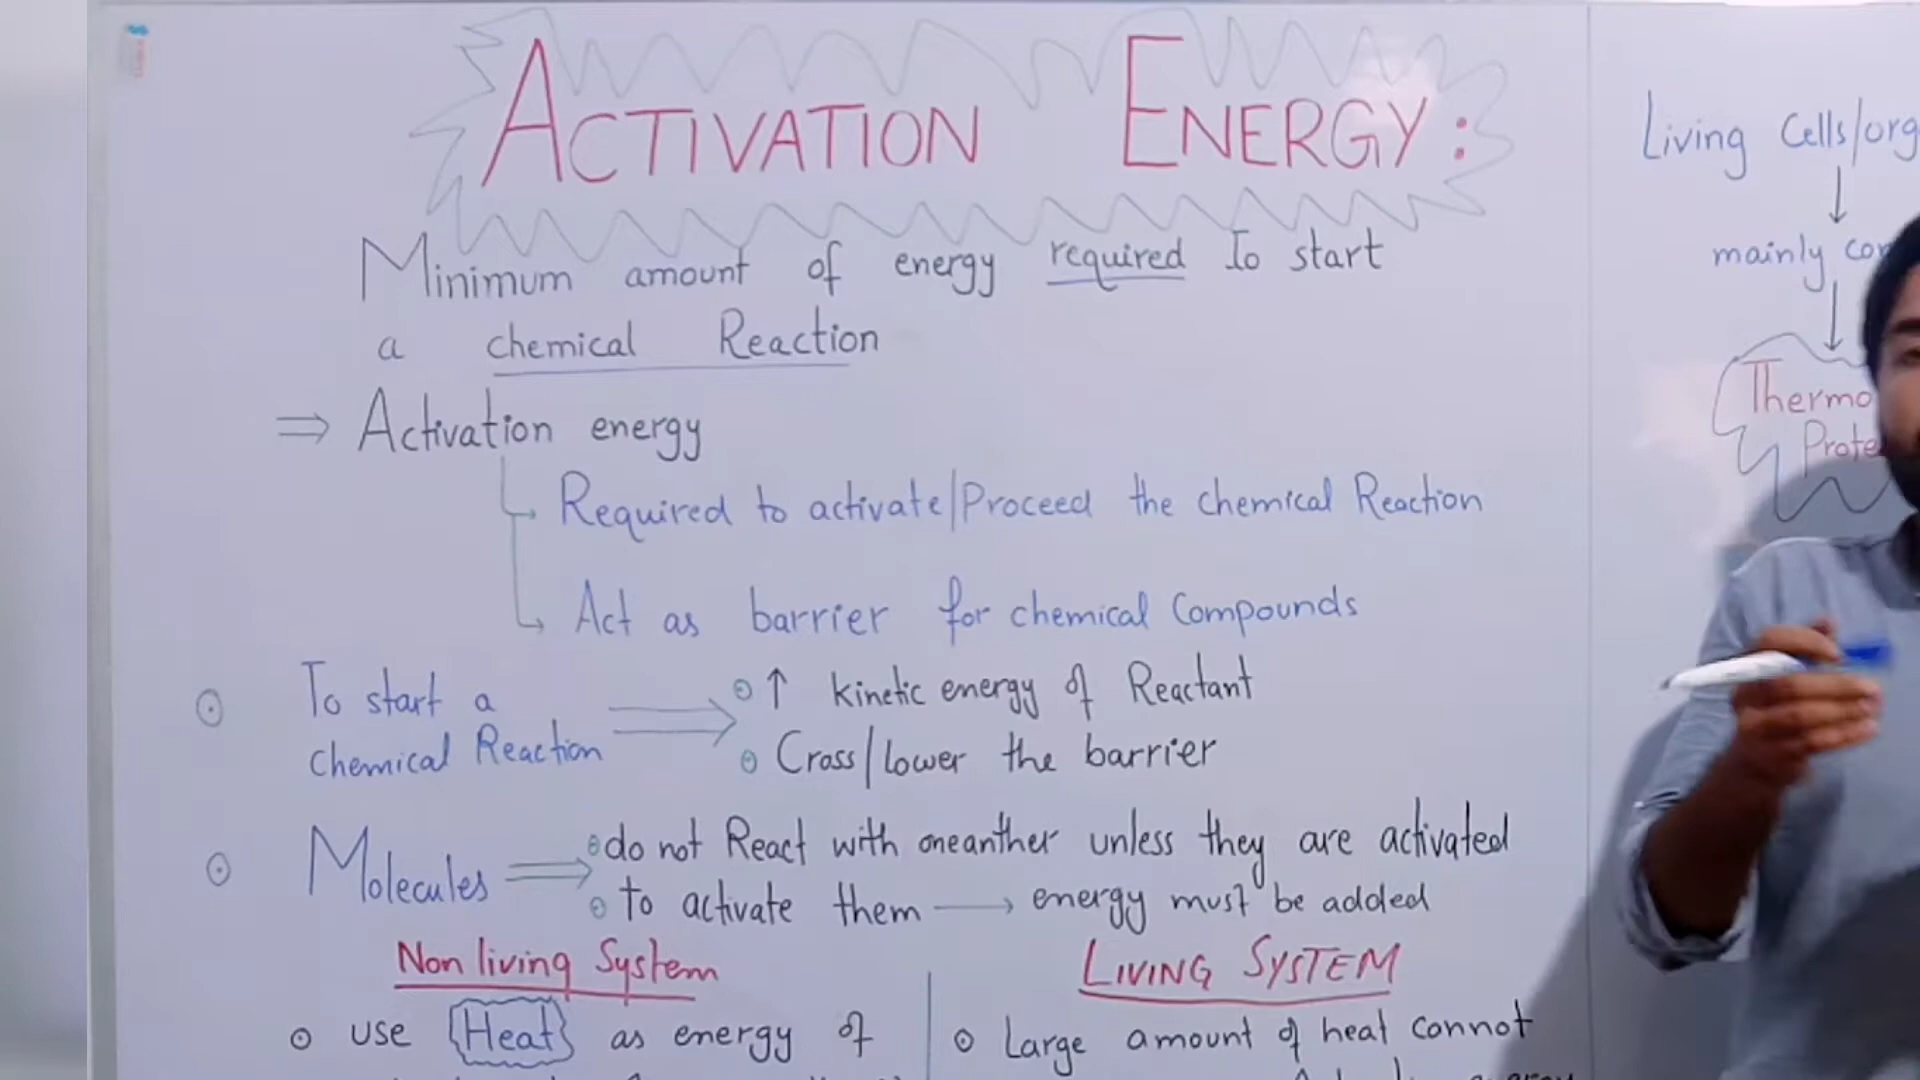 ACTIVATION ENERGY:
Minimum amount of energy required To start
a chemical Reaction
⇒ Activation energy
Required to activate/Proceed the chemical Reaction
Act as barrier for chemical Compounds
To start a
chemical Reaction
↑ kinetic energy of Reactant
Cross/lower the barrier
Molecules
do not React with oneanther unless they are activated
to activate them → energy must be added
Non living System
use Heat as energy of
LIVING SYSTEM
Large amount of heat cannot
Living Cells/org
↓
mainly
↓
Thermo
Prote